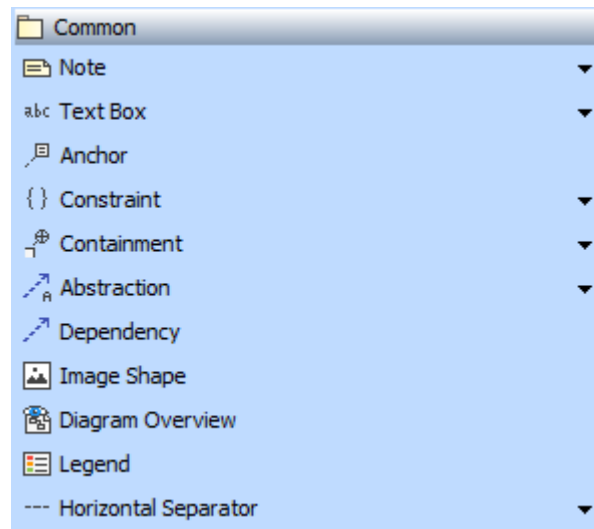 Common
Note
abc Text Box
Anchor
{ } Constraint
Containment
A Abstraction
Dependency
Image Shape
Diagram Overview
Legend
--- Horizontal Separator